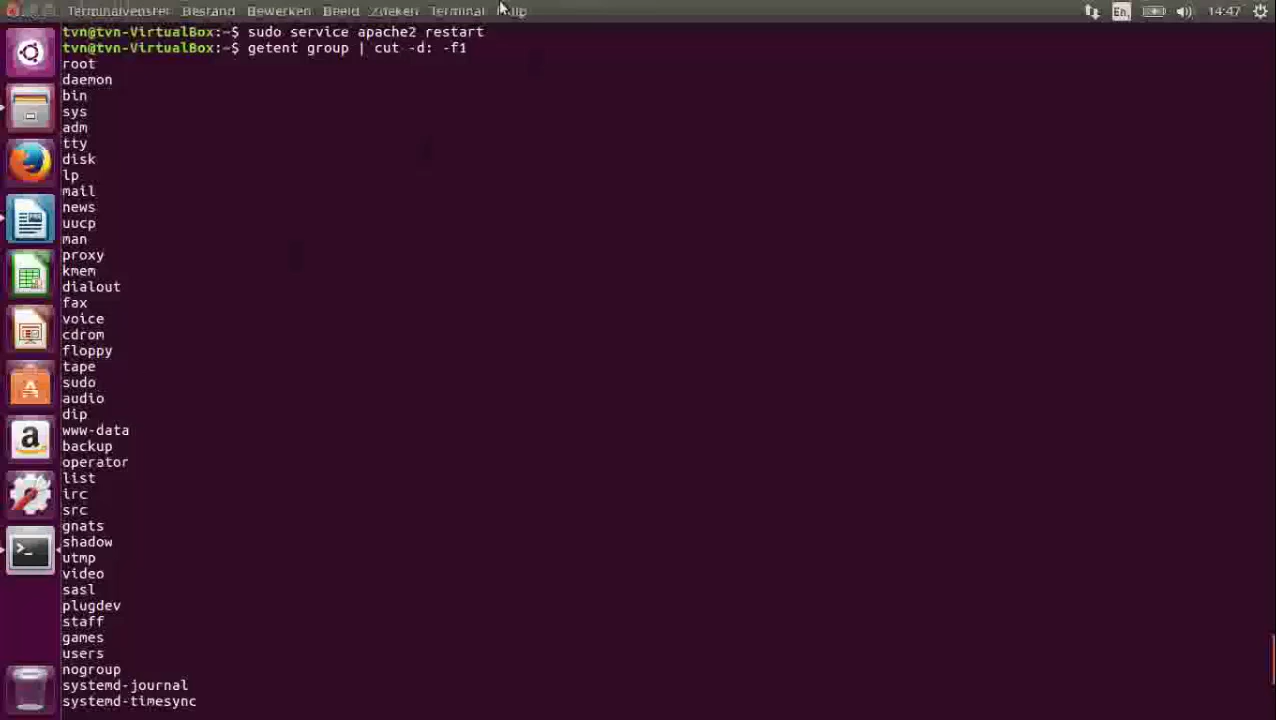 Terminalvenster Bestand Bewerken Beeld Zoeken Terminal Hulp
En
14:47
tvn@tvn-VirtualBox:~$ sudo service apache2 restart
tvn@tvn-VirtualBox:~$ getent group | cut -d: -f1
root
daemon
bin
sys
adm
tty
disk
lp
mail
news
uucp
man
proxy
kmem
dialout
fax
voice
cdrom
floppy
tape
sudo
audio
dip
www-data
backup
operator
list
irc
src
gnats
shadow
utmp
video
sasl
plugdev
staff
games
users
nogroup
systemd-journal
systemd-timesync